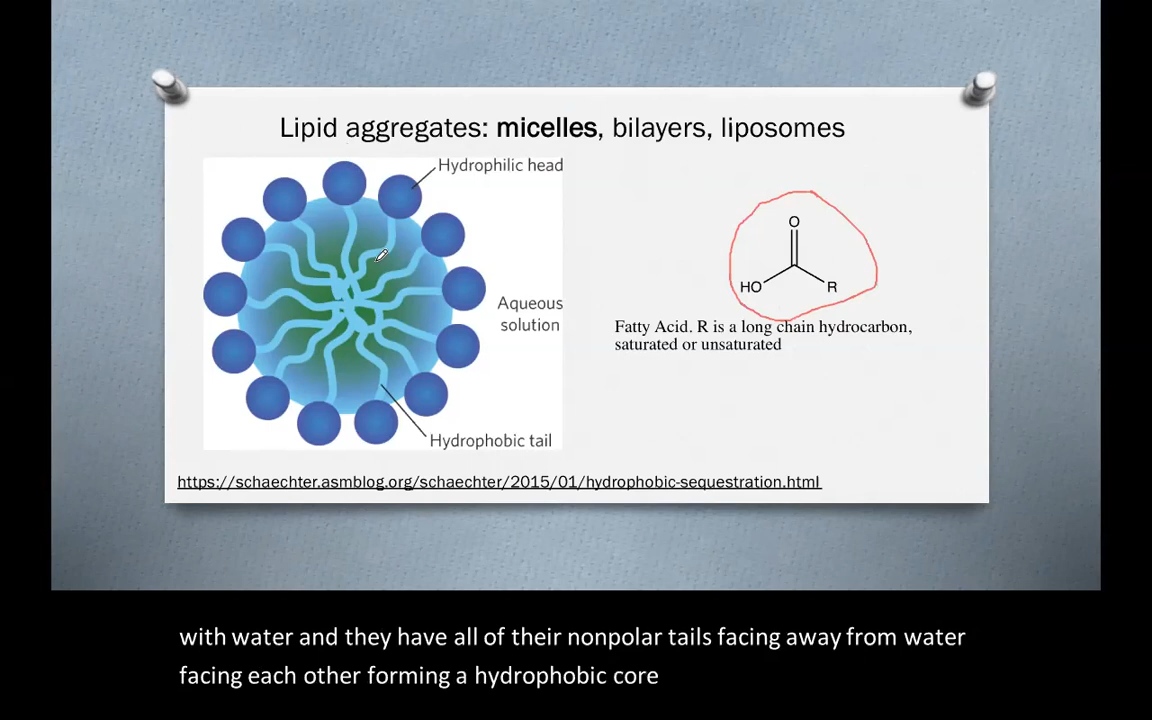 Lipid aggregates: micelles, bilayers, liposomes
Hydrophilic head
Aqueous
solution
Hydrophobic tail
O
HO
R
Fatty Acid. R is a long chain hydrocarbon,
saturated or unsaturated
https://schaechter.asmblog.org/schaechter/2015/01/hydrophobic-sequestration.html
with water and they have all of their nonpolar tails facing away from water
facing each other forming a hydrophobic core